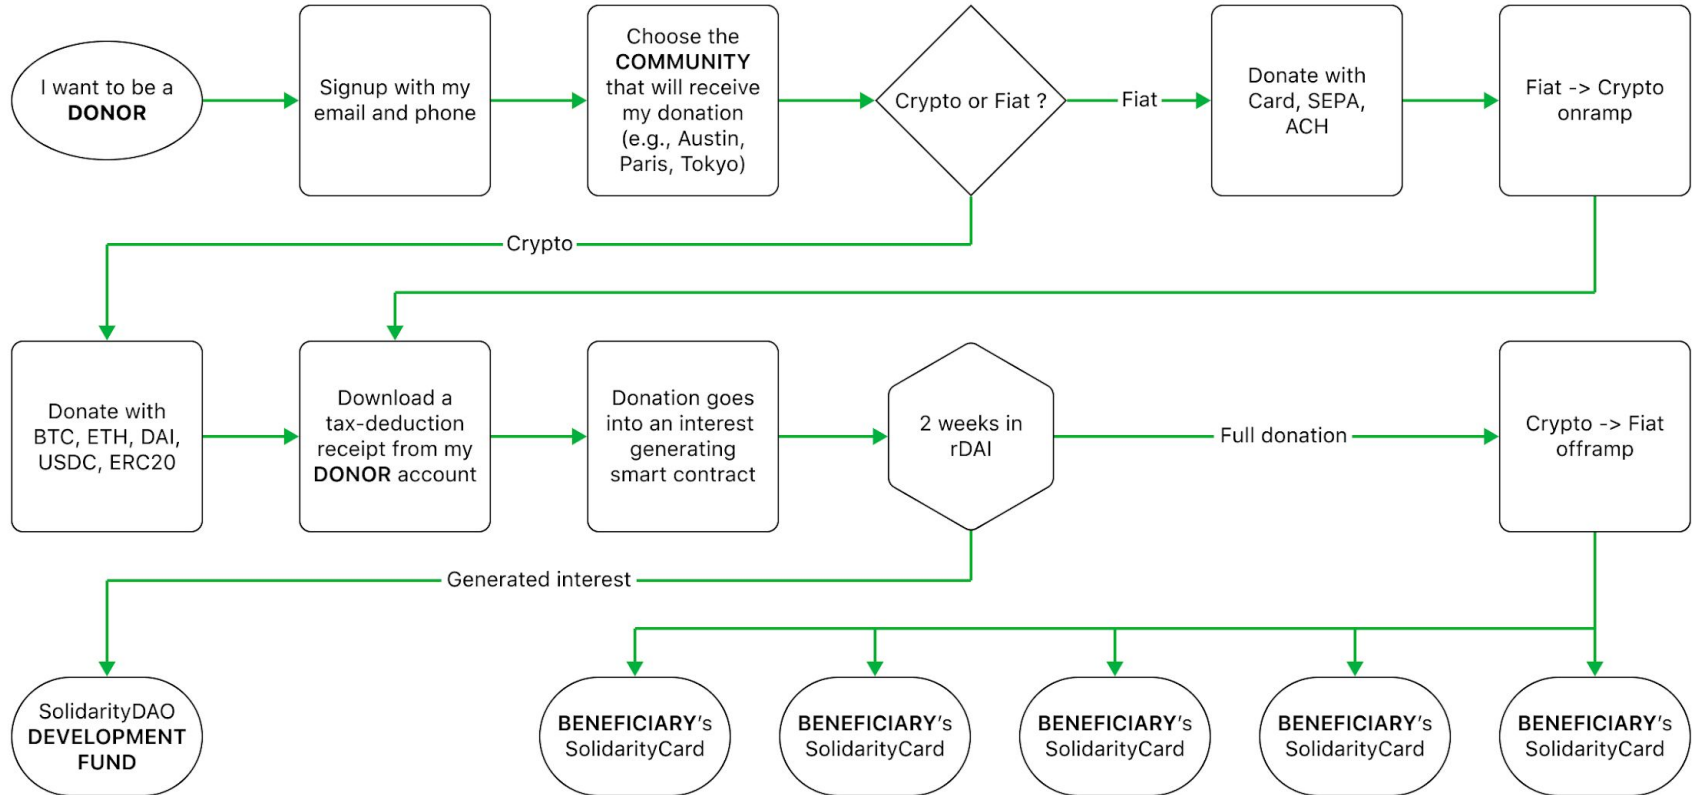 I want to be a
DONOR
Signup with my
email and phone
Choose the
COMMUNITY
that will receive
my donation
(e.g., Austin,
Paris, Tokyo)
Crypto or Fiat ?
Fiat
Donate with
Card, SEPA,
ACH
Fiat -> Crypto
onramp
Crypto
Donate with
BTC, ETH, DAI,
USDC, ERC20
Download a
tax-deduction
receipt from my
DONOR account
Donation goes
into an interest
generating
smart contract
2 weeks in
rDAI
Full donation
Crypto -> Fiat
offramp
Generated interest
SolidarityDAO
DEVELOPMENT
FUND
BENEFICIARY's
SolidarityCard
BENEFICIARY's
SolidarityCard
BENEFICIARY's
SolidarityCard
BENEFICIARY's
SolidarityCard
BENEFICIARY's
SolidarityCard